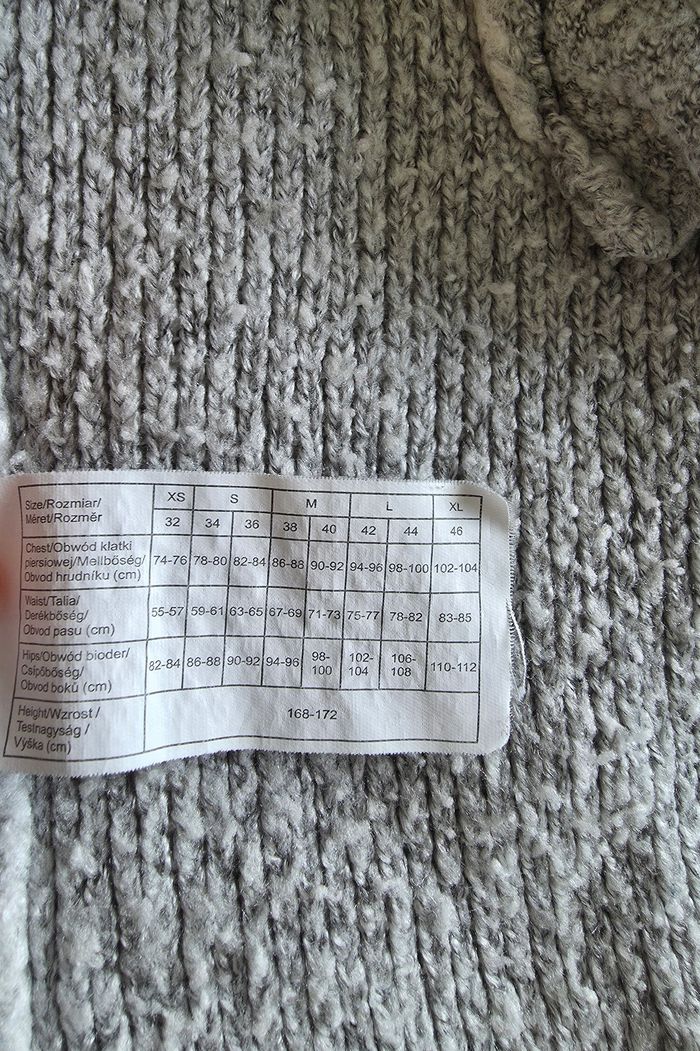 Size/Rozmiar/ XS S M L XL
Méret/Rozměr 32 34 36 38 40 42 44 46
Chest/Obwód klatki
piersiowej/Mellbőség/ 74-76 78-80 82-84 86-88 90-92 94-96 98-100 102-104
Obvod hrudníku (cm)
Waist/Talia/
Derékbőség/ 55-57 59-61 63-65 67-69 71-73 75-77 78-82 83-85
Obvod pasu (cm)
Hips/Obwód bioder/ 98- 102- 106-
Csípőbőség/ 82-84 86-88 90-92 94-96 100 104 108 110-112
Obvod boků (cm)
Height/Wzrost / 168-172
Testnagyság /
Výška (cm)